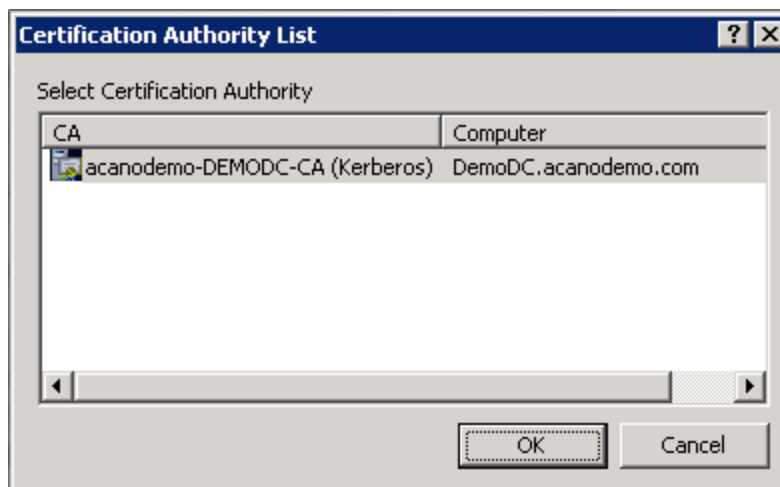 Certification Authority List
Select Certification Authority
CA Computer
acanodemo-DEMODC-CA (Kerberos) DemoDC.acanodemo.com
OK Cancel